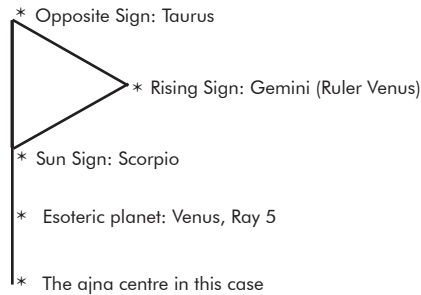 * Opposite Sign: Taurus
* Rising Sign: Gemini (Ruler Venus)
* Sun Sign: Scorpio
* Esoteric planet: Venus, Ray 5
* The ajna centre in this case